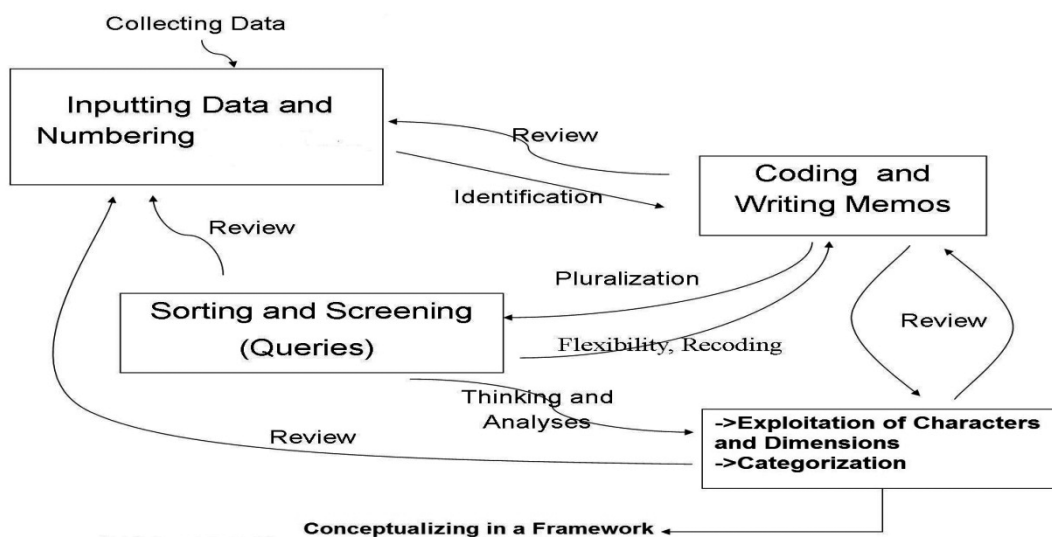 Collecting Data
Inputting Data and
Numbering
Review
Identification
Coding and
Writing Memos
Review
Pluralization
Sorting and Screening
(Queries)
Flexibility, Recoding
Review
Thinking and
Analyses
Review
->Exploitation of Characters
and Dimensions
->Categorization
Conceptualizing in a Framework